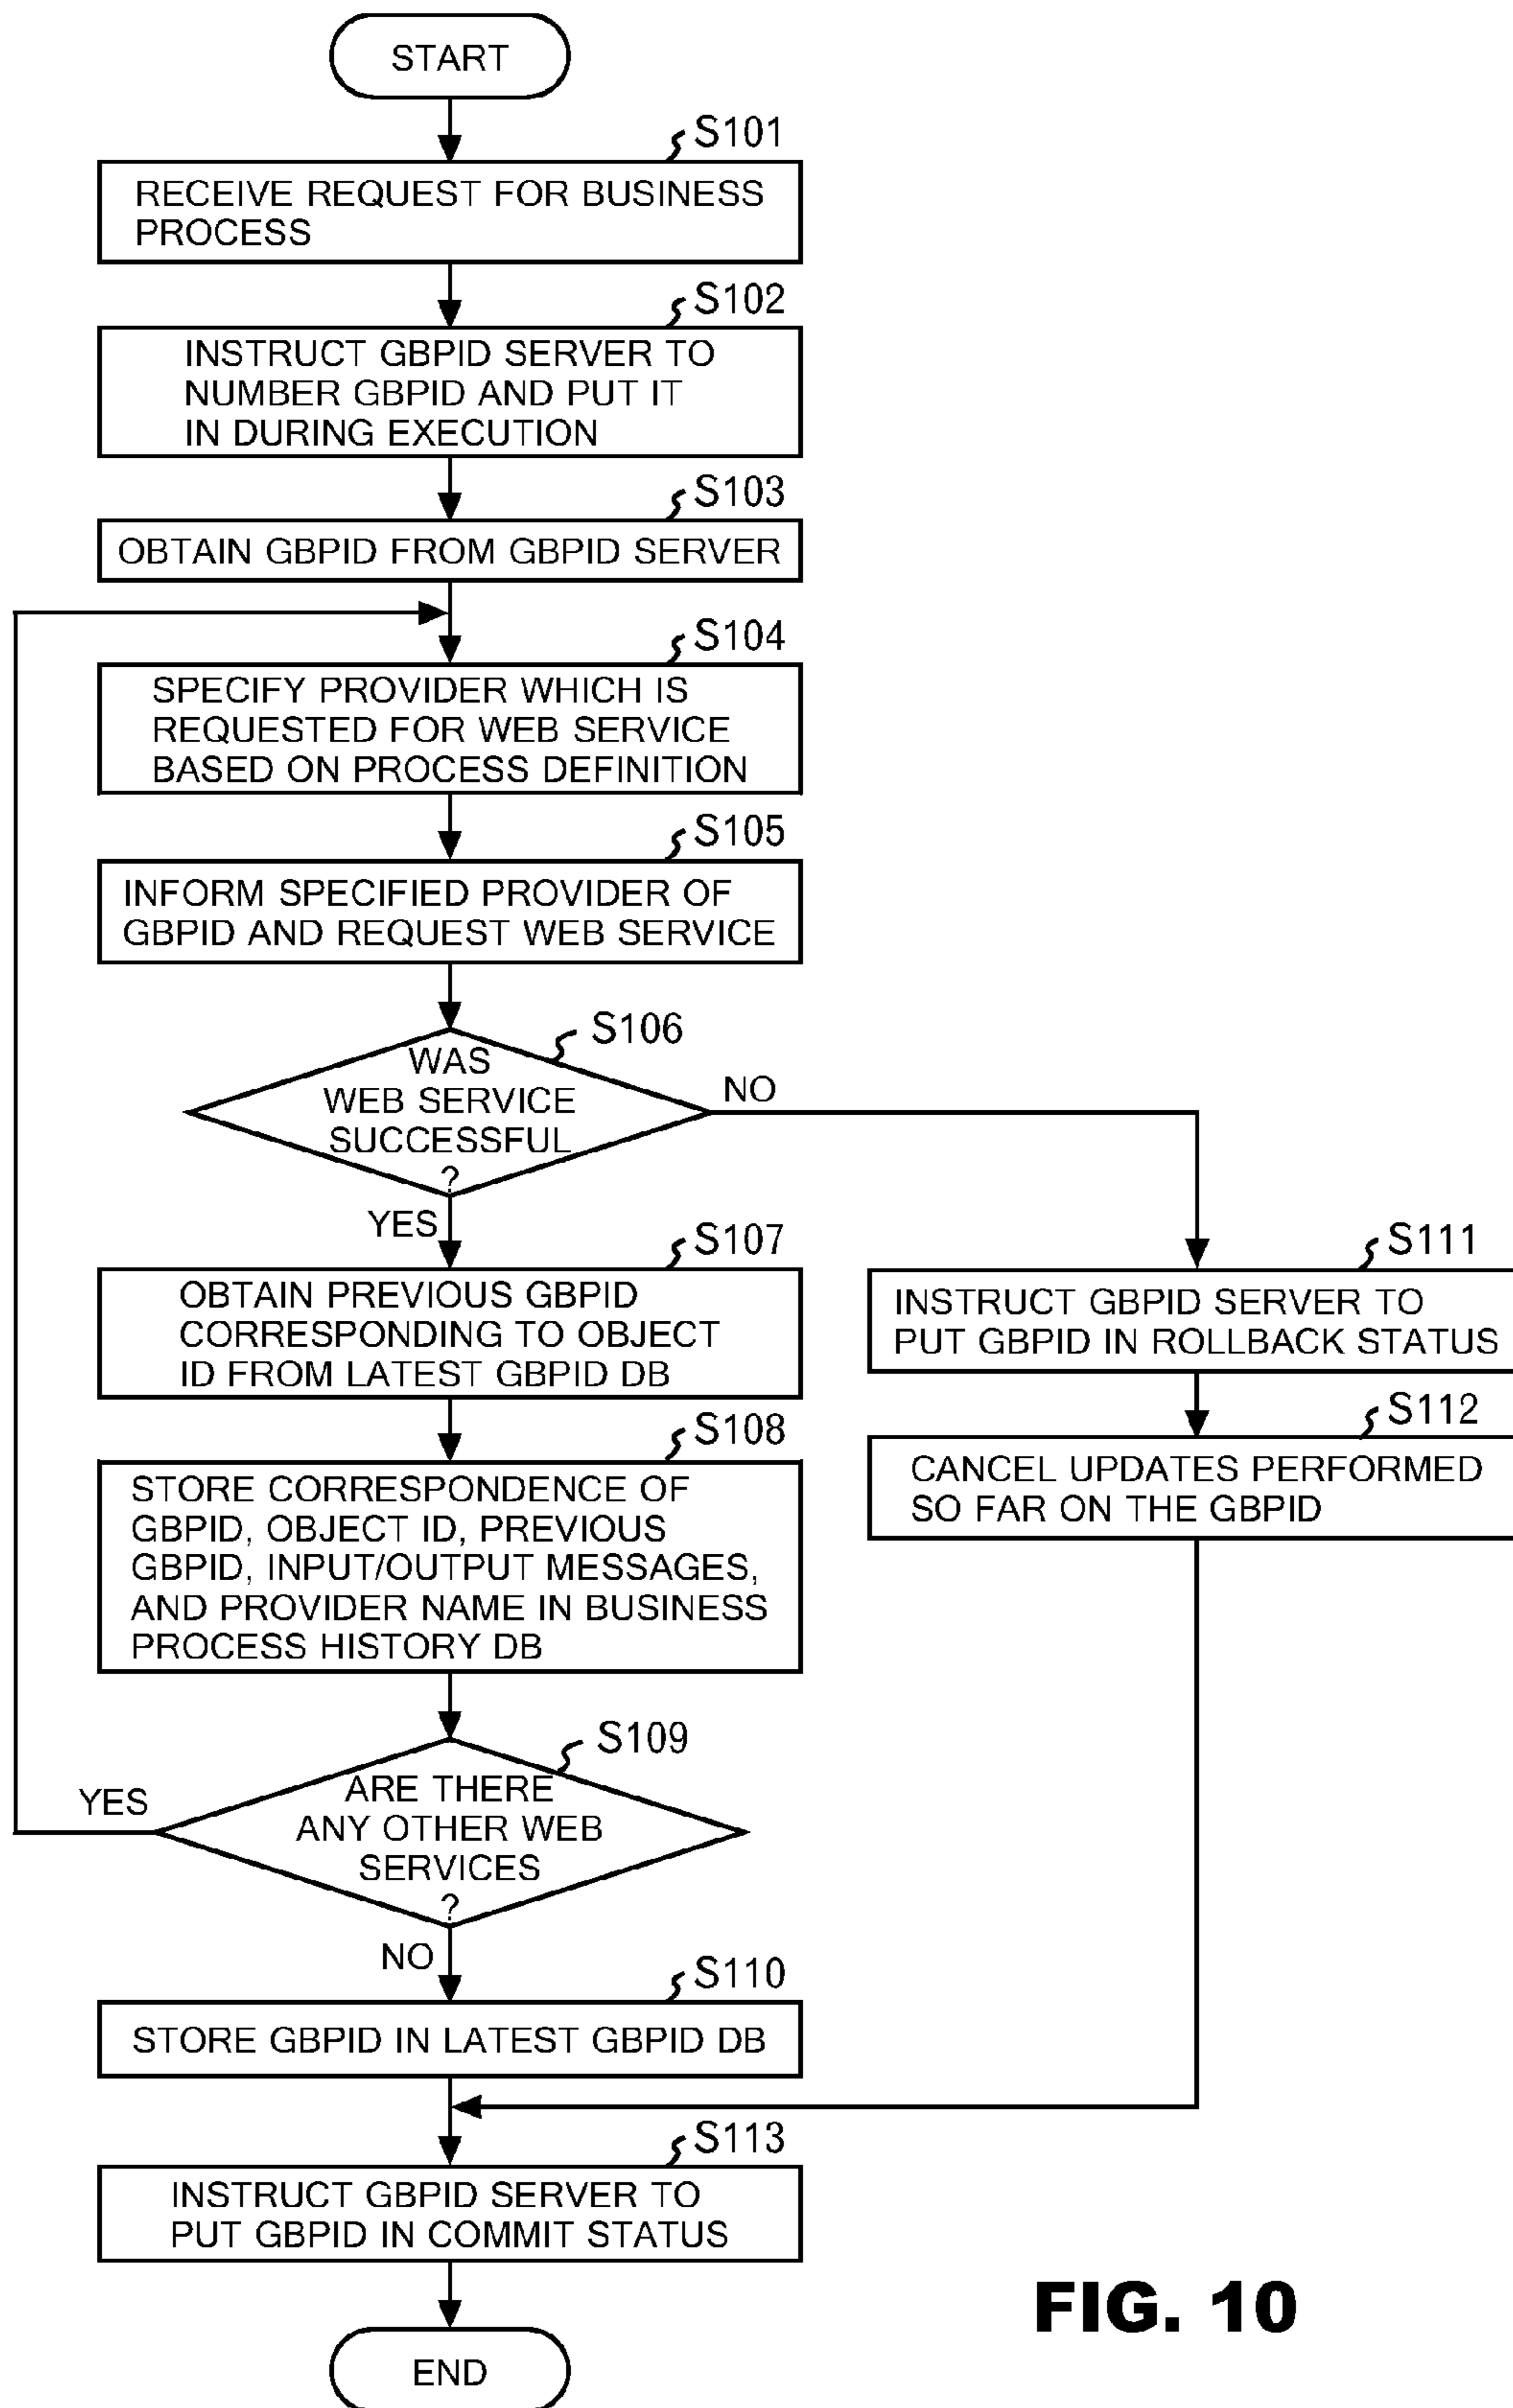 START
S101
RECEIVE REQUEST FOR BUSINESS
PROCESS
S102
INSTRUCT GBPID SERVER TO
NUMBER GBPID AND PUT IT
IN DURING EXECUTION
S103
OBTAIN GBPID FROM GBPID SERVER
S104
SPECIFY PROVIDER WHICH IS
REQUESTED FOR WEB SERVICE
BASED ON PROCESS DEFINITION
S105
INFORM SPECIFIED PROVIDER OF
GBPID AND REQUEST WEB SERVICE
S106
WAS
WEB SERVICE
SUCCESSFUL
?
NO
YES
S107
OBTAIN PREVIOUS GBPID
CORRESPONDING TO OBJECT
ID FROM LATEST GBPID DB
S111
INSTRUCT GBPID SERVER TO
PUT GBPID IN ROLLBACK STATUS
S112
CANCEL UPDATES PERFORMED
SO FAR ON THE GBPID
S108
STORE CORRESPONDENCE OF
GBPID, OBJECT ID, PREVIOUS
GBPID, INPUT/OUTPUT MESSAGES,
AND PROVIDER NAME IN BUSINESS
PROCESS HISTORY DB
S109
ARE THERE
ANY OTHER WEB
SERVICES
?
YES
NO
S110
STORE GBPID IN LATEST GBPID DB
S113
INSTRUCT GBPID SERVER TO
PUT GBPID IN COMMIT STATUS
END
FIG. 10